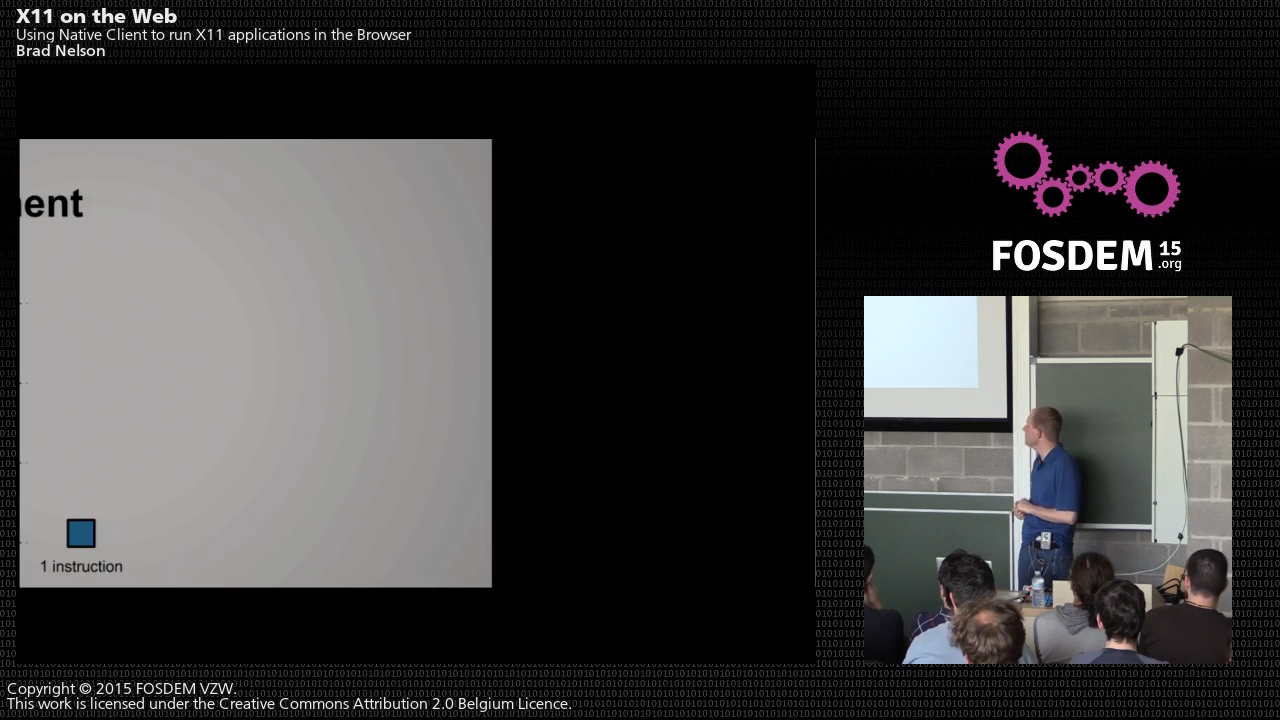 X11 on the Web
Using Native Client to run X11 applications in the Browser
Brad Nelson
ent
1 instruction
FOSDEM 15
.org
Copyright © 2015 FOSDEM VZW.
This work is licensed under the Creative Commons Attribution 2.0 Belgium Licence.